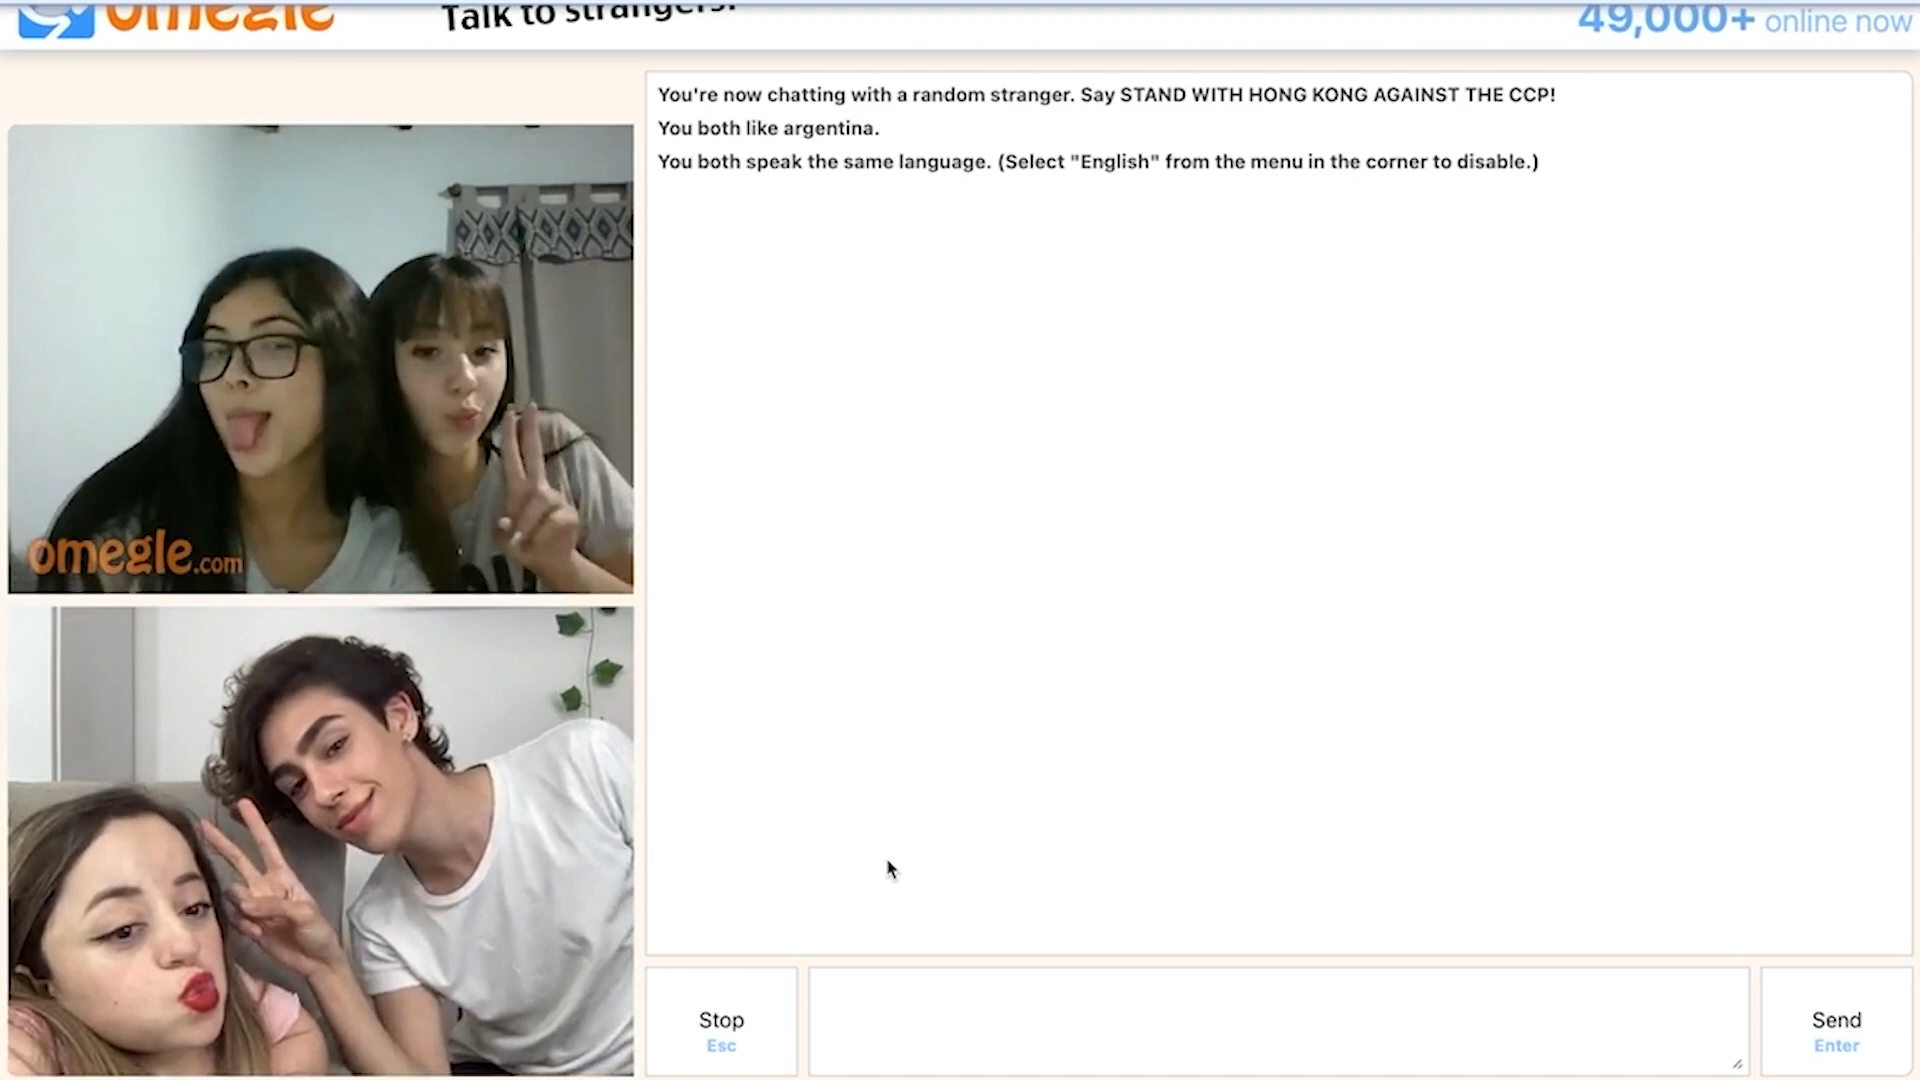 omegle
Talk to strangers!
49,000+ online now
You're now chatting with a random stranger. Say STAND WITH HONG KONG AGAINST THE CCP!
You both like argentina.
You both speak the same language. (Select "English" from the menu in the corner to disable.)
omegle.com
Stop
Esc
Send
Enter